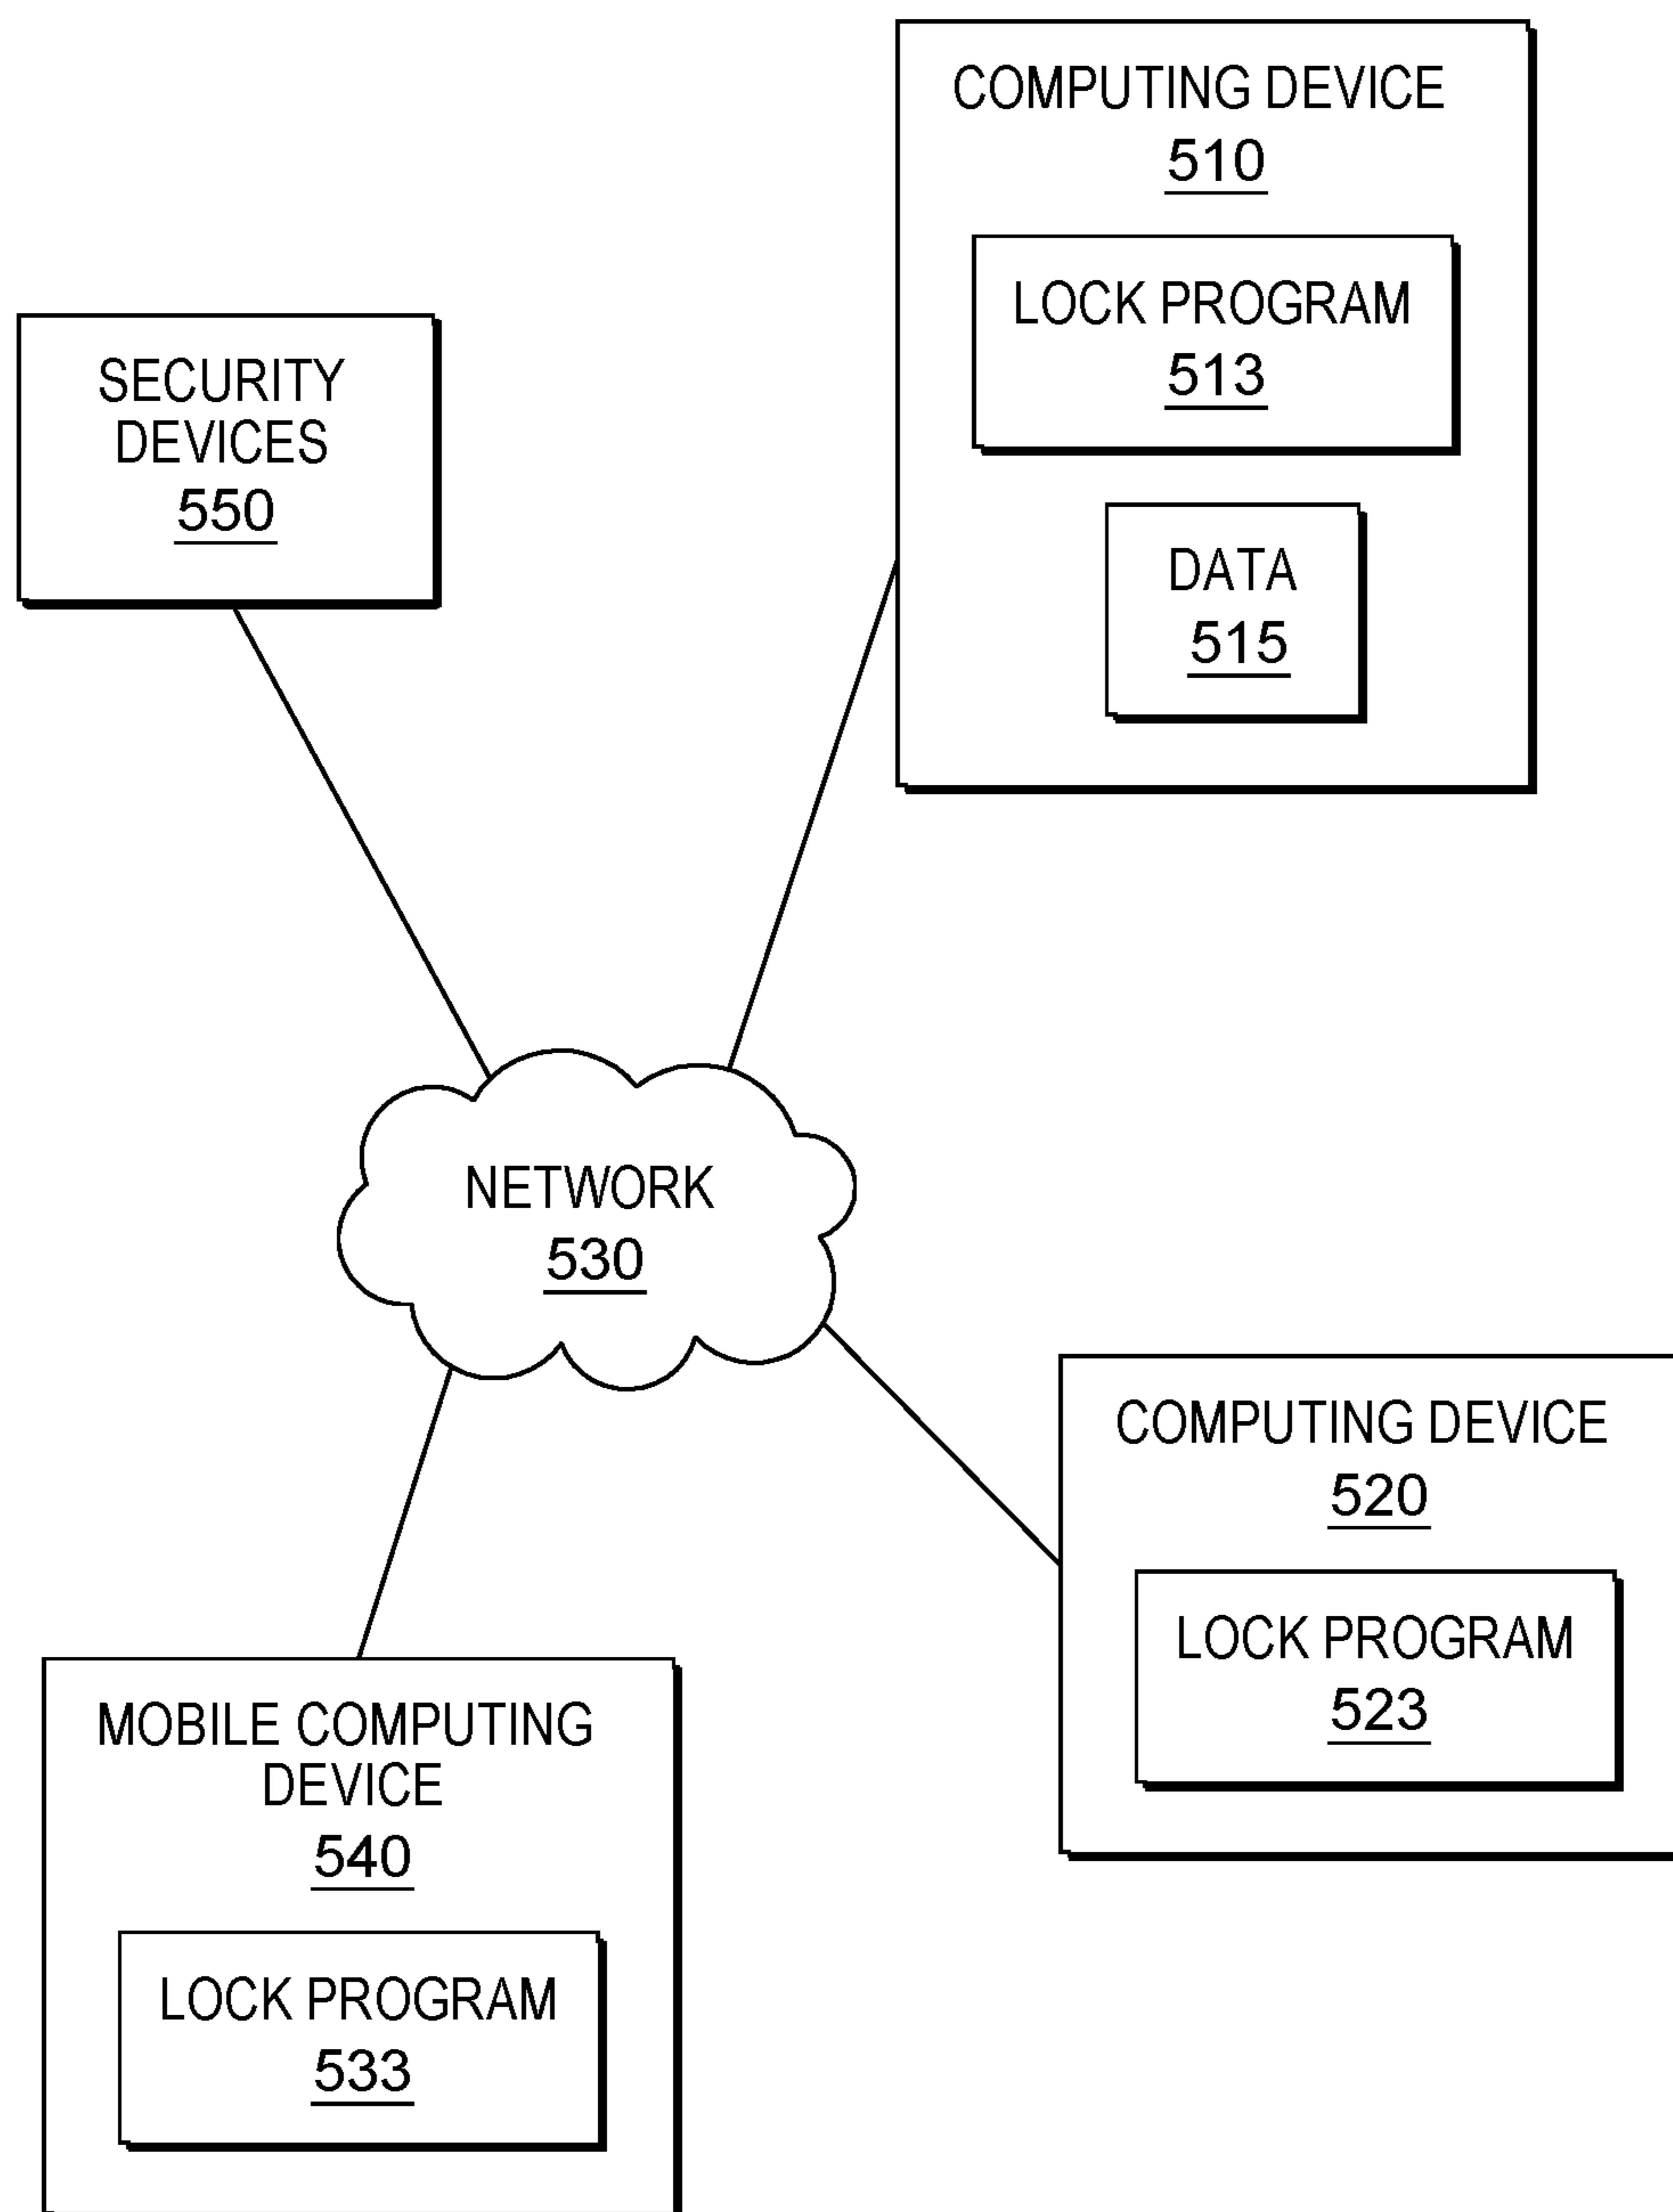 COMPUTING DEVICE
510
LOCK PROGRAM
513
DATA
515
SECURITY
DEVICES
550
NETWORK
530
COMPUTING DEVICE
520
LOCK PROGRAM
523
MOBILE COMPUTING
DEVICE
540
LOCK PROGRAM
533